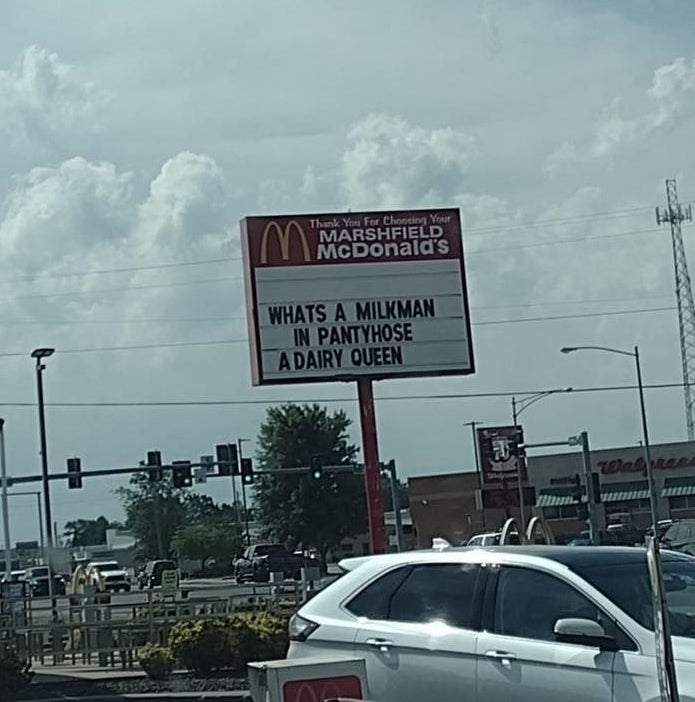 Thank You For Choosing Your
MARSHFIELD
McDonald's
WHATS A MILKMAN
IN PANTYHOSE
A DAIRY QUEEN
Walgreens